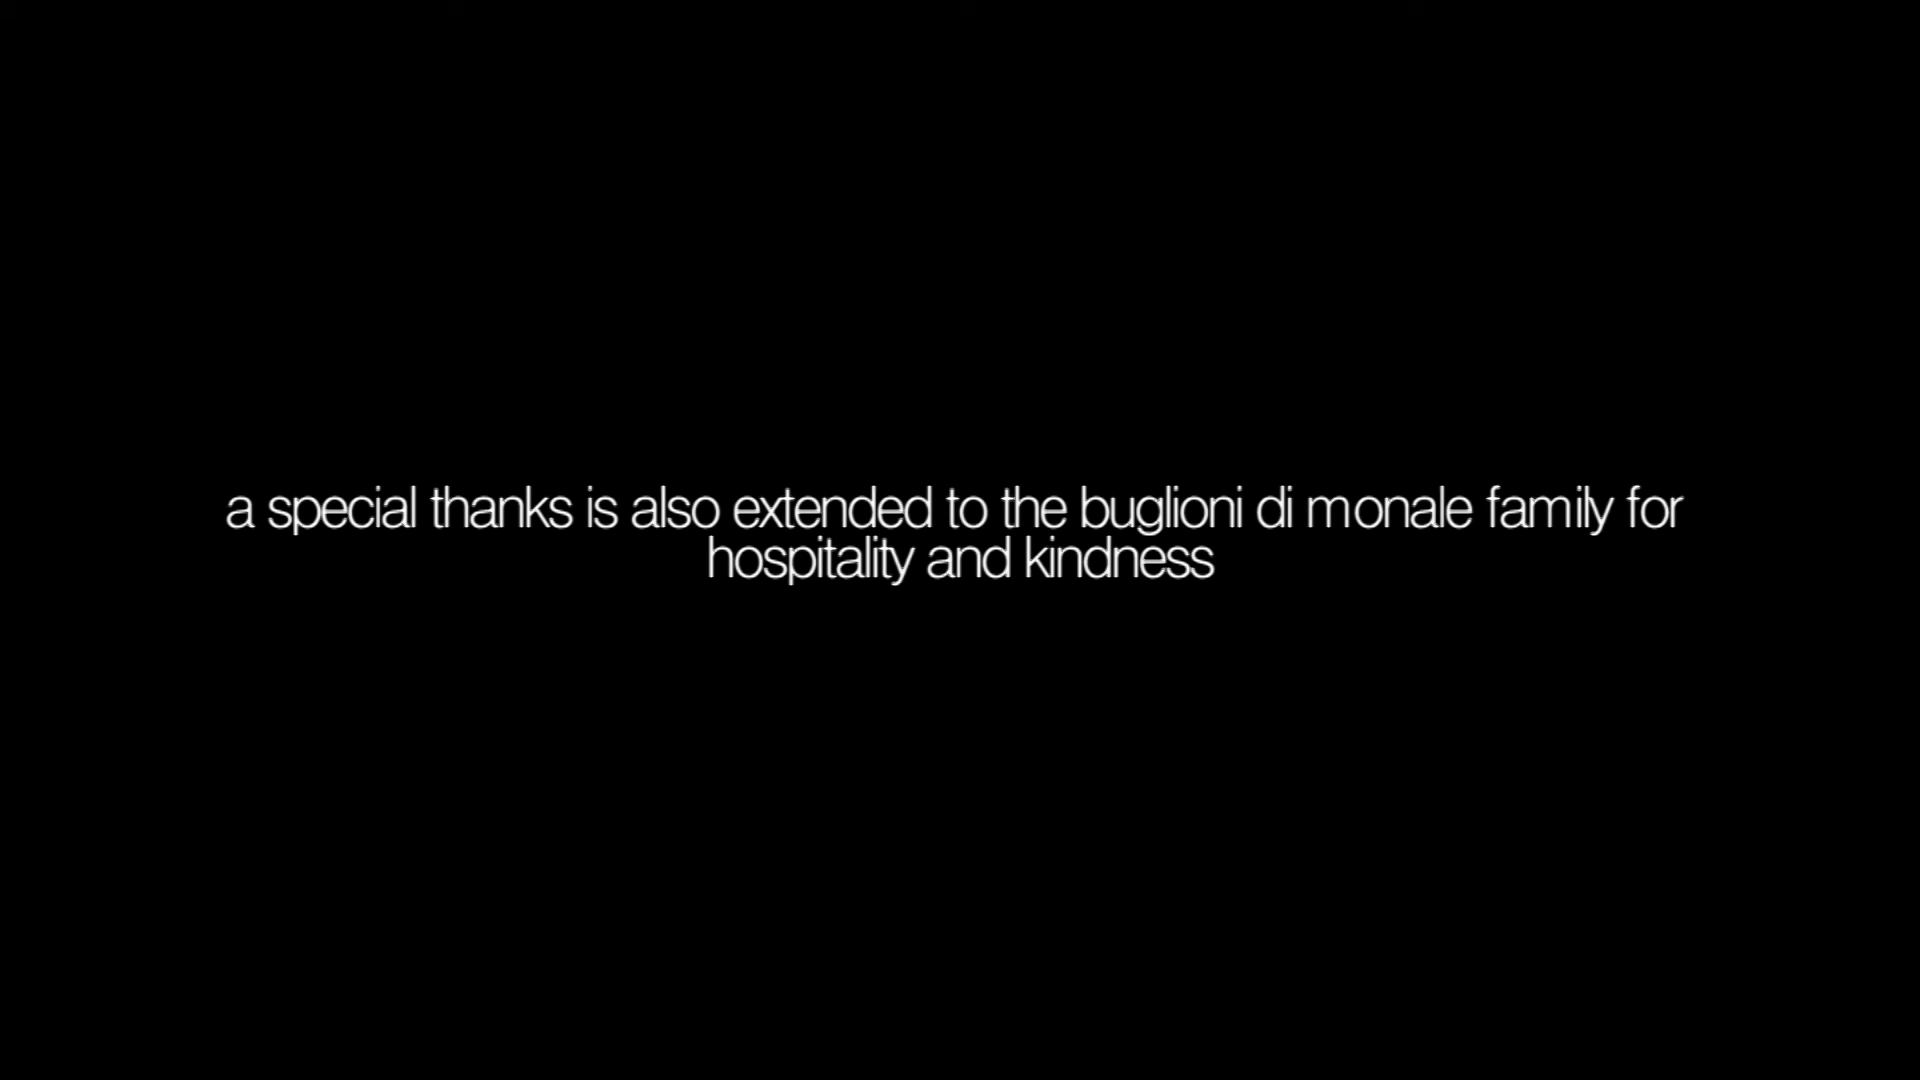 a special thanks is also extended to the buglioni di monale family for
hospitality and kindness